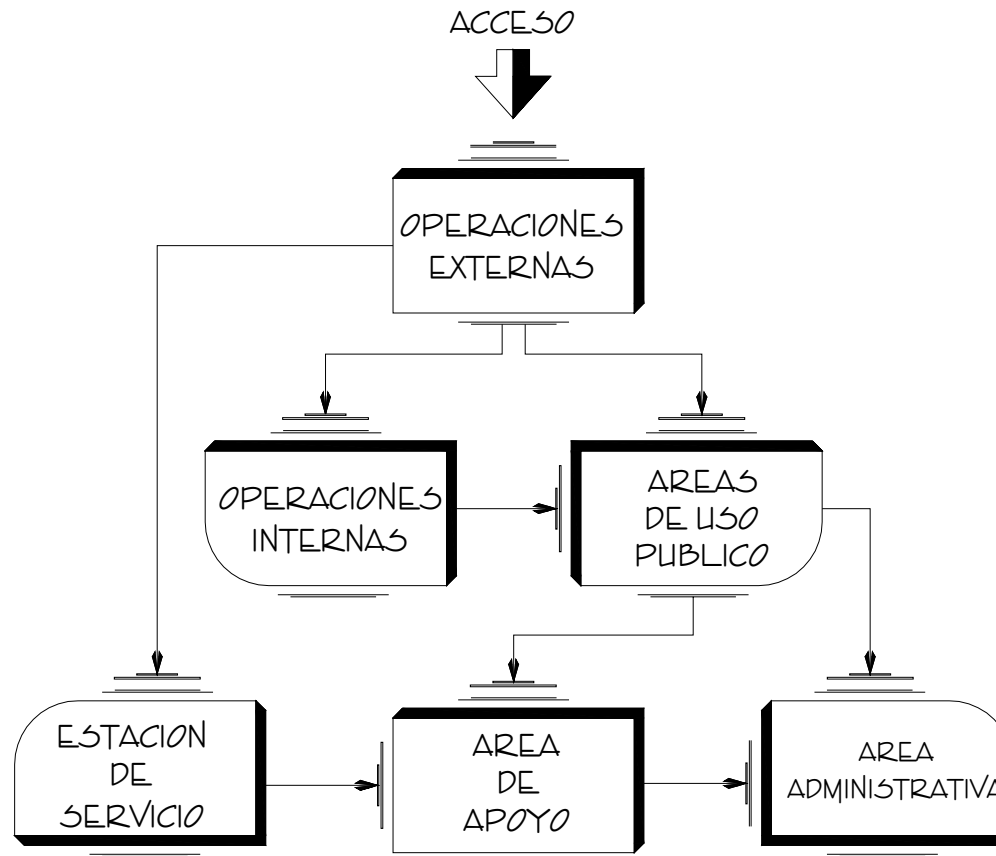 ACCESO
OPERACIONES
EXTERNAS
OPERACIONES
INTERNAS
AREAS
DE USO
PUBLICO
ESTACION
DE
SERVICIO
AREA
DE
APOYO
AREA
ADMINISTRATIVA